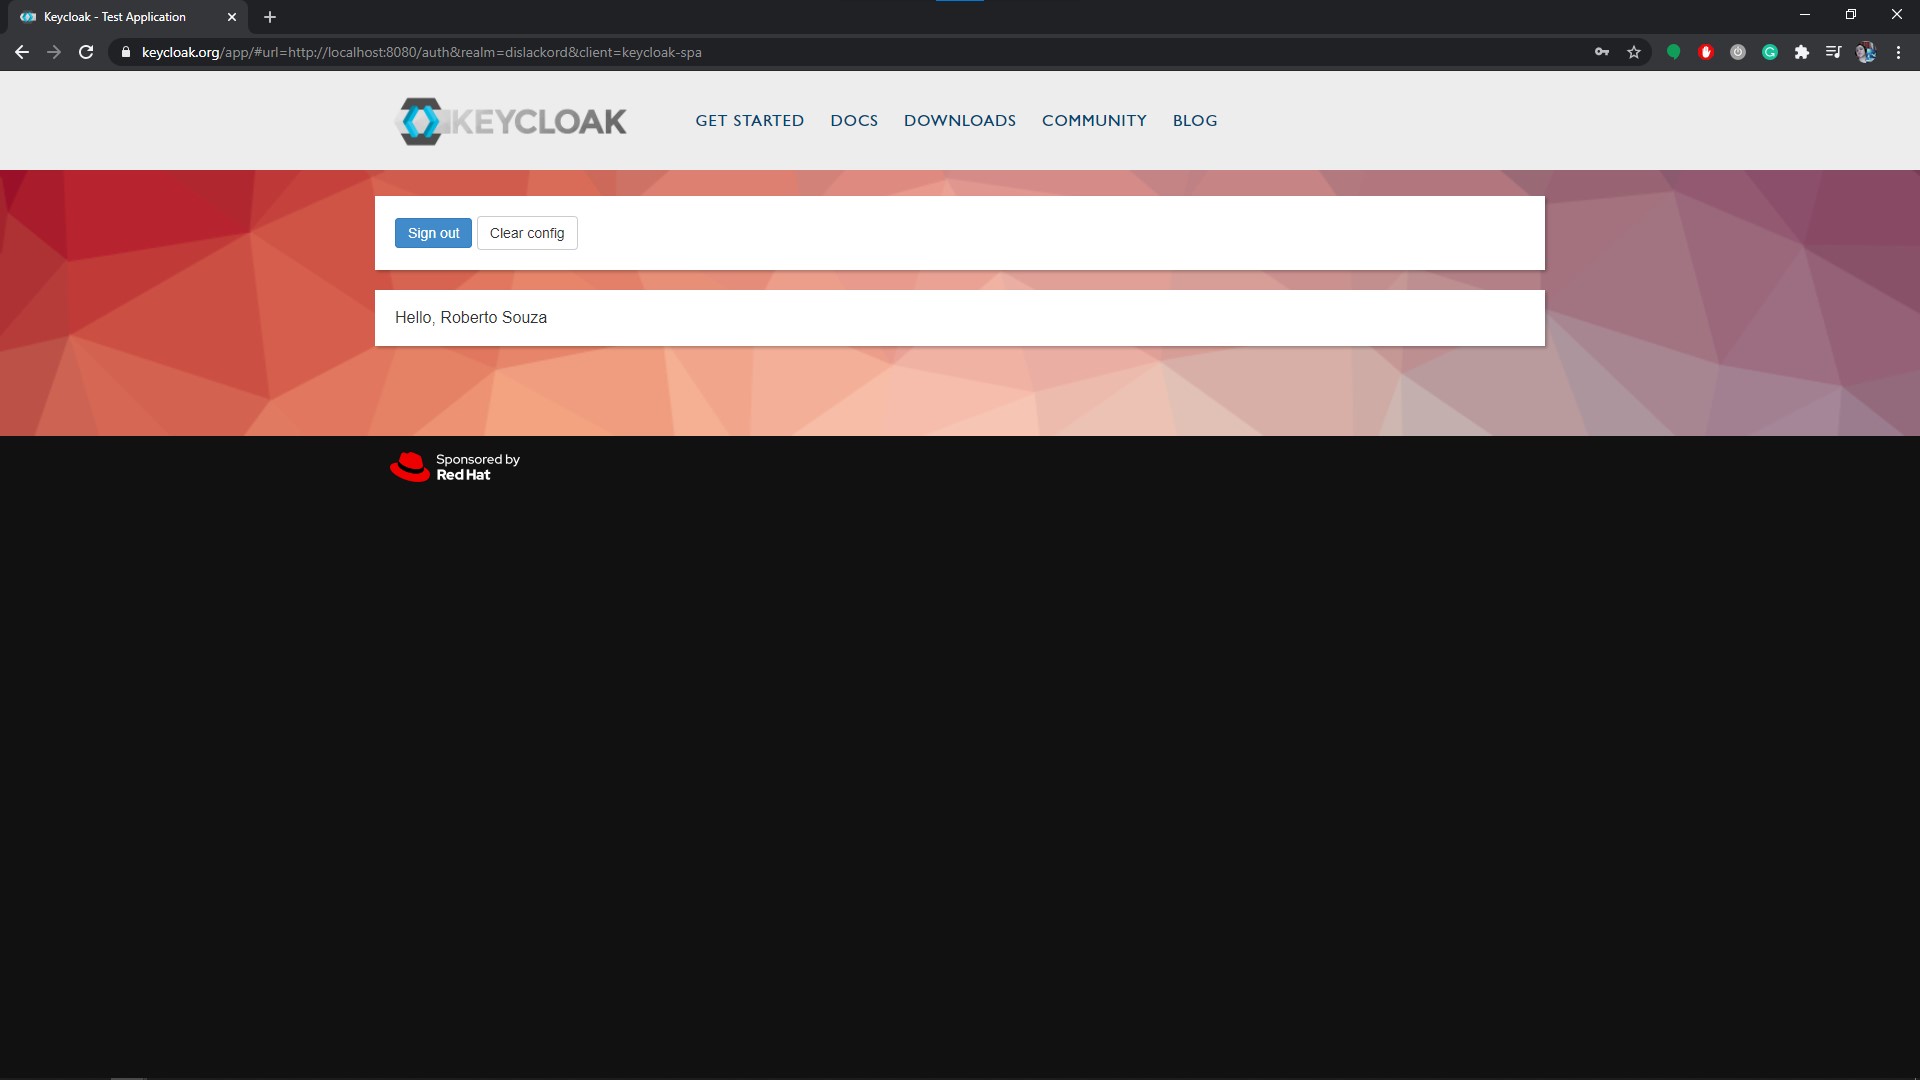 Keycloak - Test Application
keycloak.org/app/#url=http://localhost:8080/auth&realm=dislackord&client=keycloak-spa
KEYCLOAK
GET STARTED DOCS DOWNLOADS COMMUNITY BLOG
Sign out Clear config
Hello, Roberto Souza
Sponsored by
Red Hat